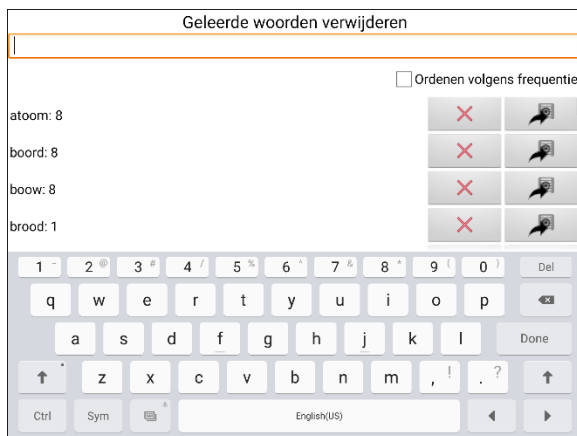 Geleerde woorden verwijderen
Ordenen volgens frequentie
atoom: 8
boord: 8
boow: 8
brood: 1
1 - 2 @ 3 # 4 / 5 % 6 ^ 7 & 8 * 9 ( 0 ) Del
q w e r t y u i o p
a s d f g h j k l Done
z x c v b n m , ! . ?
Ctrl Sym English(US)